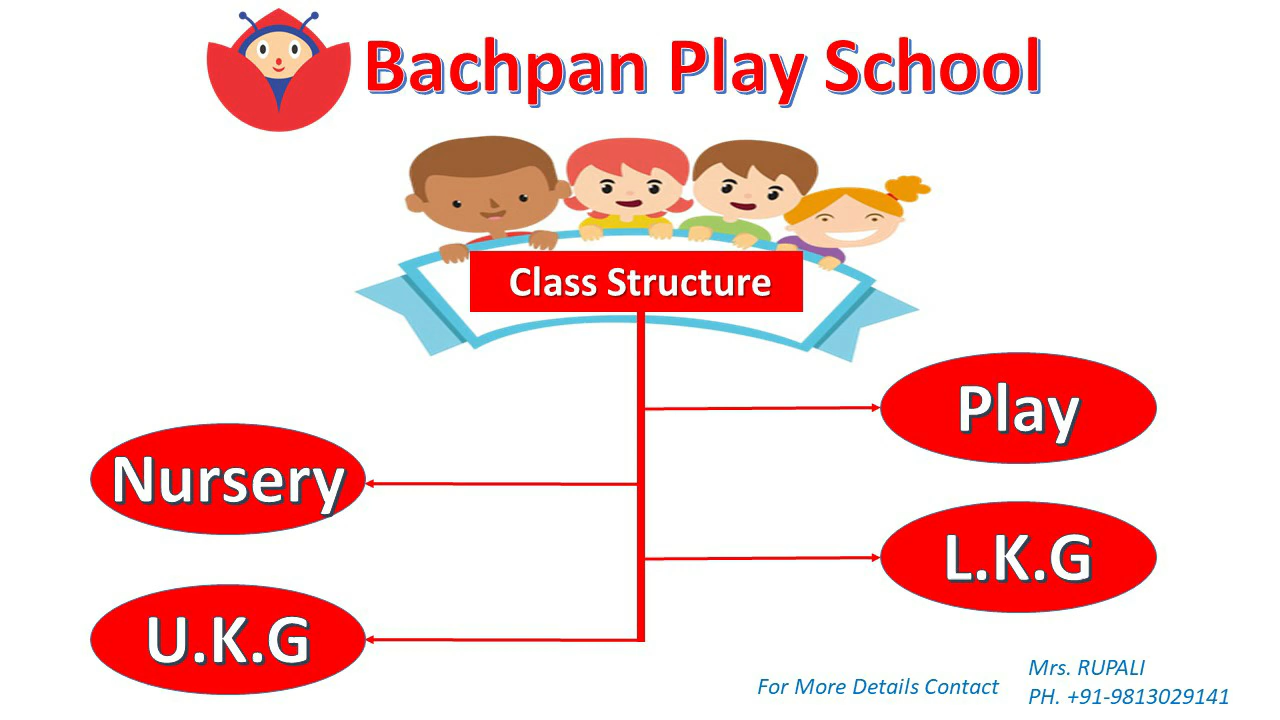 Bachpan Play School
Class Structure
Play
Nursery
L.K.G
U.K.G
For More Details Contact
Mrs. RUPALI
PH. +91-9813029141